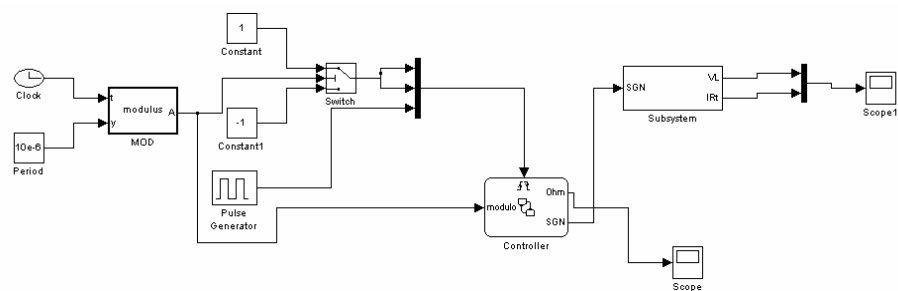 1
Constant
Clock
t
modulus
A
y
MOD
10e-6
Period
Switch
-1
Constant1
Pulse
Generator
modulo
Ohm
SGN
Controller
SGN
VL
IRt
Subsystem
Scope1
Scope